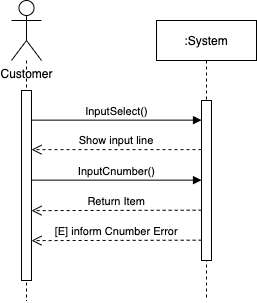 :System
Customer
InputSelect()
Show input line
InputCnumber()
Return Item
[E] inform Cnumber Error